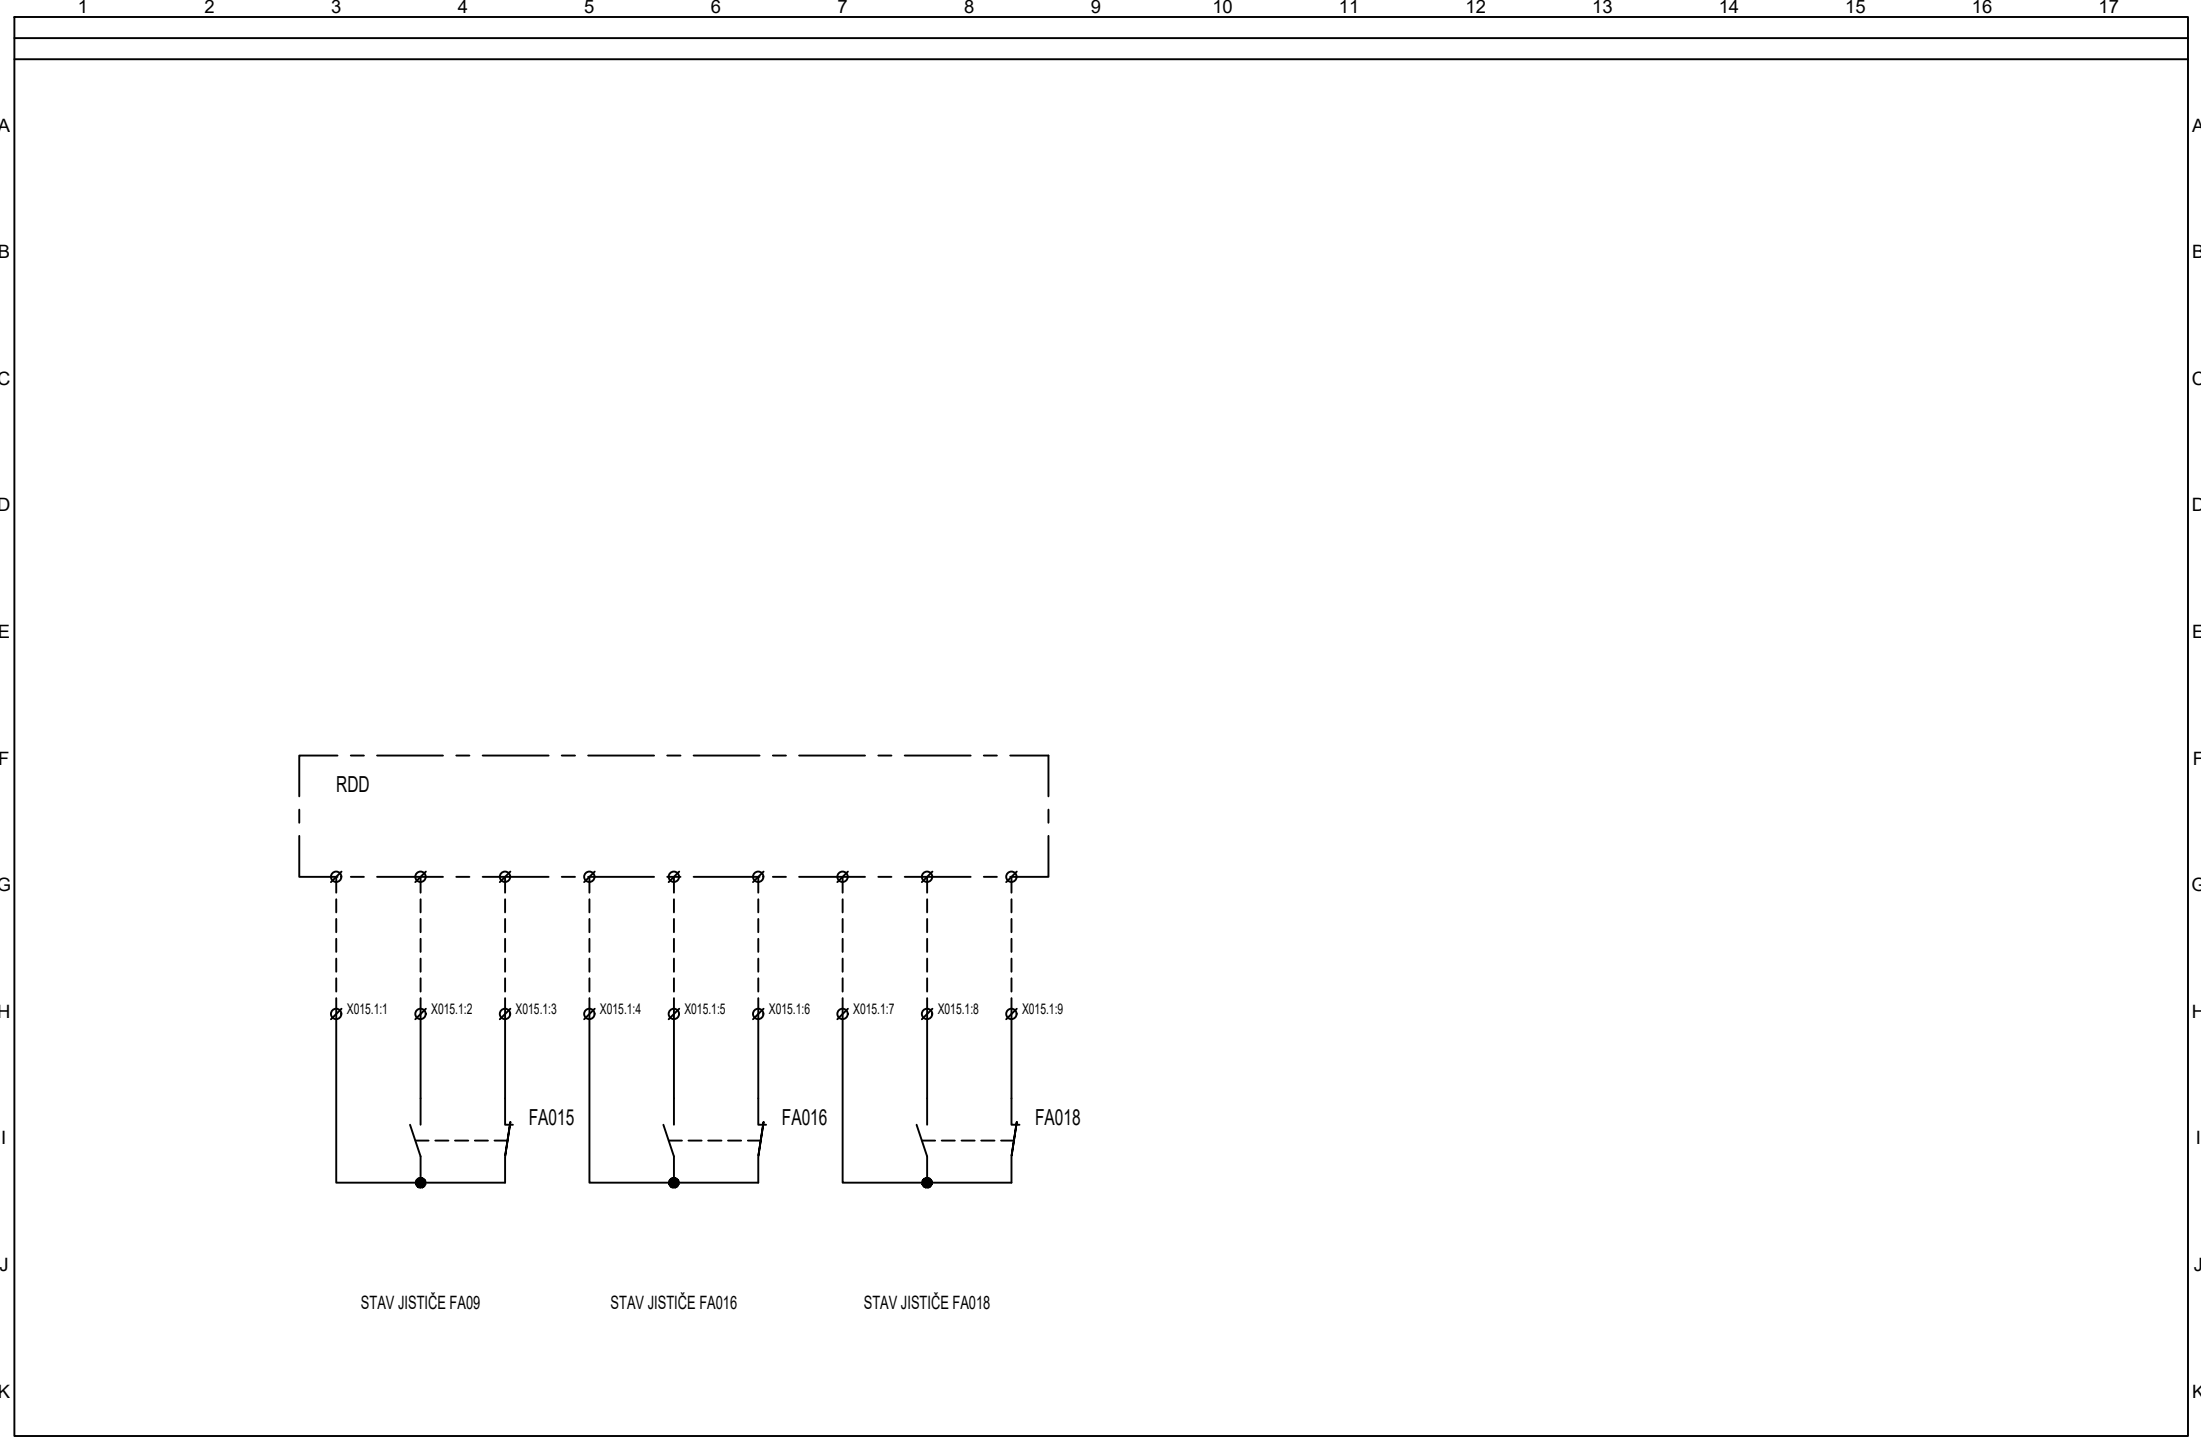 1 2 3 4 5 6 7 8 9 10 11 12 13 14 15 16 17
A A
B B
C C
D D
E E
F F
RDD
G G
H X015.1:1 X015.1:2 X015.1:3 X015.1:4 X015.1:5 X015.1:6 X015.1:7 X015.1:8 X015.1:9 H
FA015 FA016 FA018
I I
J J
STAV JISTIČE FA09 STAV JISTIČE FA016 STAV JISTIČE FA018
K K